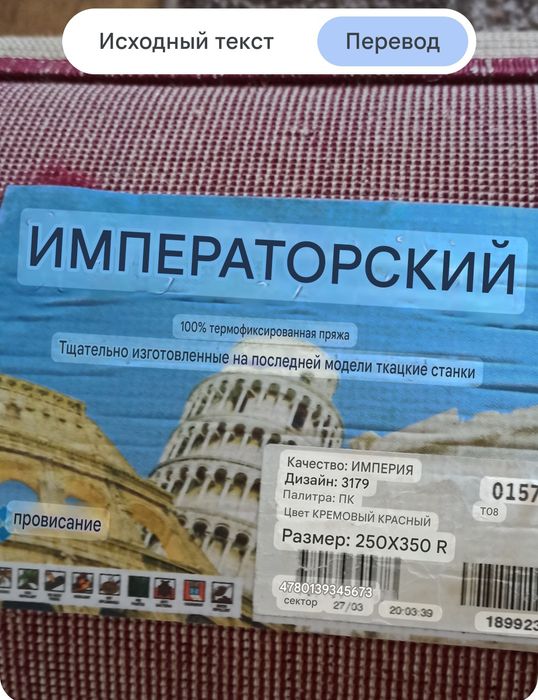 Исходный текст
Перевод
ИМПЕРАТОРСКИЙ
100% термофиксированная пряжа
Тщательно изготовленные на последней модели ткацкие станки
Качество: ИМПЕРИЯ
Дизайн: 3179
Палитра: ПК
Цвет КРЕМОВЫЙ КРАСНЫЙ
Размер: 250X350 R
0157
T08
провисание
4780139345673
сектор 27/03 20:03:39
189923